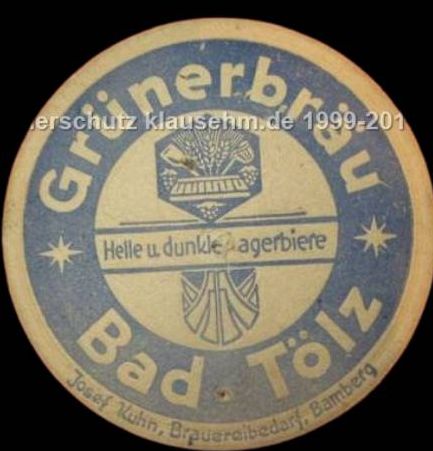 Grünerbräu
erschutz klausehm.de 1999-201
Helle u. dunkle Lagerbiere
Bad Tölz
Josef Kuhn, Brauereibedarf, Bamberg